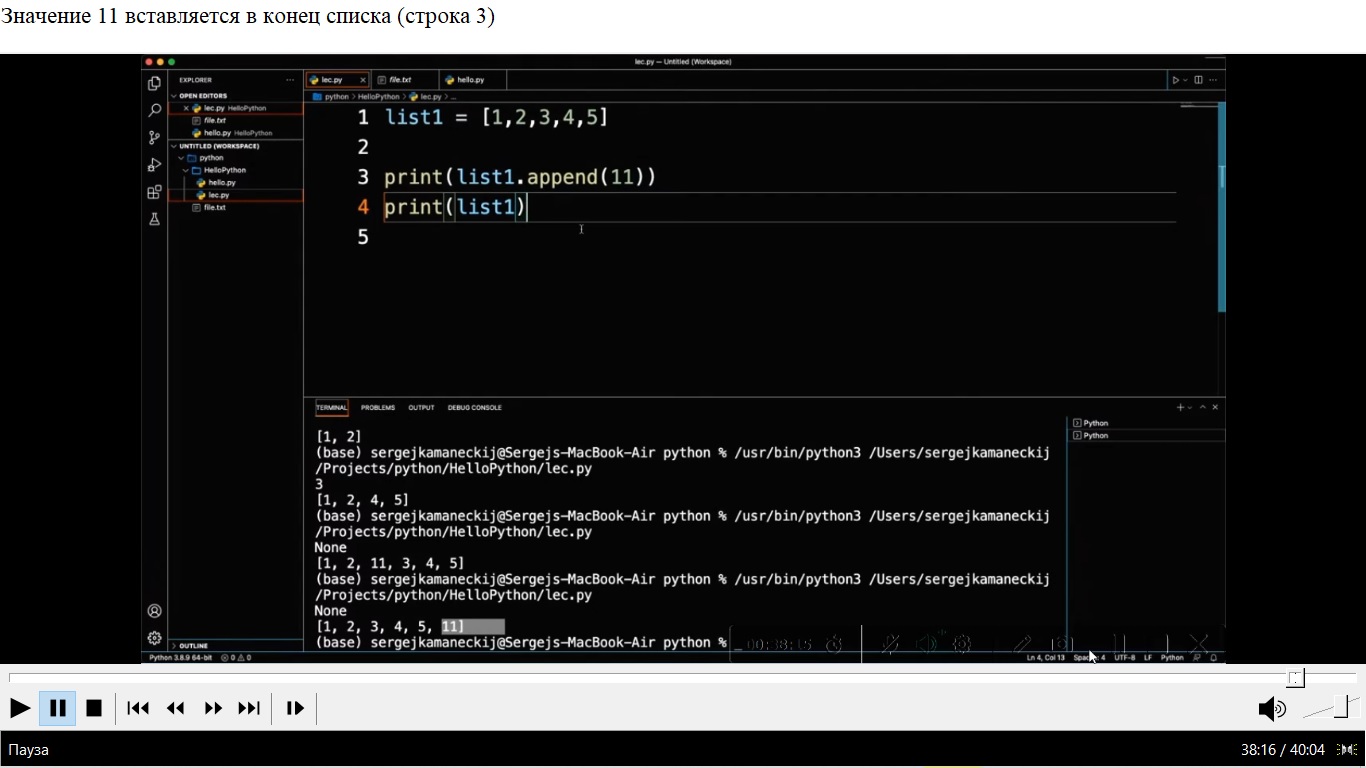 Значение 11 вставляется в конец списка (строка 3)
lec.py — Untitled (Workspace)
EXPLORER
OPEN EDITORS
lec.py HelloPython
file.txt
hello.py HelloPython
UNTITLED (WORKSPACE)
python
HelloPython
hello.py
lec.py
file.txt
OUTLINE
lec.py
file.txt
hello.py
python > HelloPython > lec.py > ...
1 list1 = [1,2,3,4,5]
2
3 print(list1.append(11))
4 print(list1)
5
TERMINAL PROBLEMS OUTPUT DEBUG CONSOLE
Python
Python
[1, 2]
(base) sergejkamaneckij@Sergejs-MacBook-Air python % /usr/bin/python3 /Users/sergejkamaneckij
/Projects/python/HelloPython/lec.py
3
[1, 2, 4, 5]
(base) sergejkamaneckij@Sergejs-MacBook-Air python % /usr/bin/python3 /Users/sergejkamaneckij
/Projects/python/HelloPython/lec.py
None
[1, 2, 11, 3, 4, 5]
(base) sergejkamaneckij@Sergejs-MacBook-Air python % /usr/bin/python3 /Users/sergejkamaneckij
/Projects/python/HelloPython/lec.py
None
[1, 2, 3, 4, 5, 11]
(base) sergejkamaneckij@Sergejs-MacBook-Air python %
00:38:15
Python 3.8.9 64-bit 0 0
Ln 4, Col 13 4 UTF-8 LF Python
Пауза
38:16 / 40:04